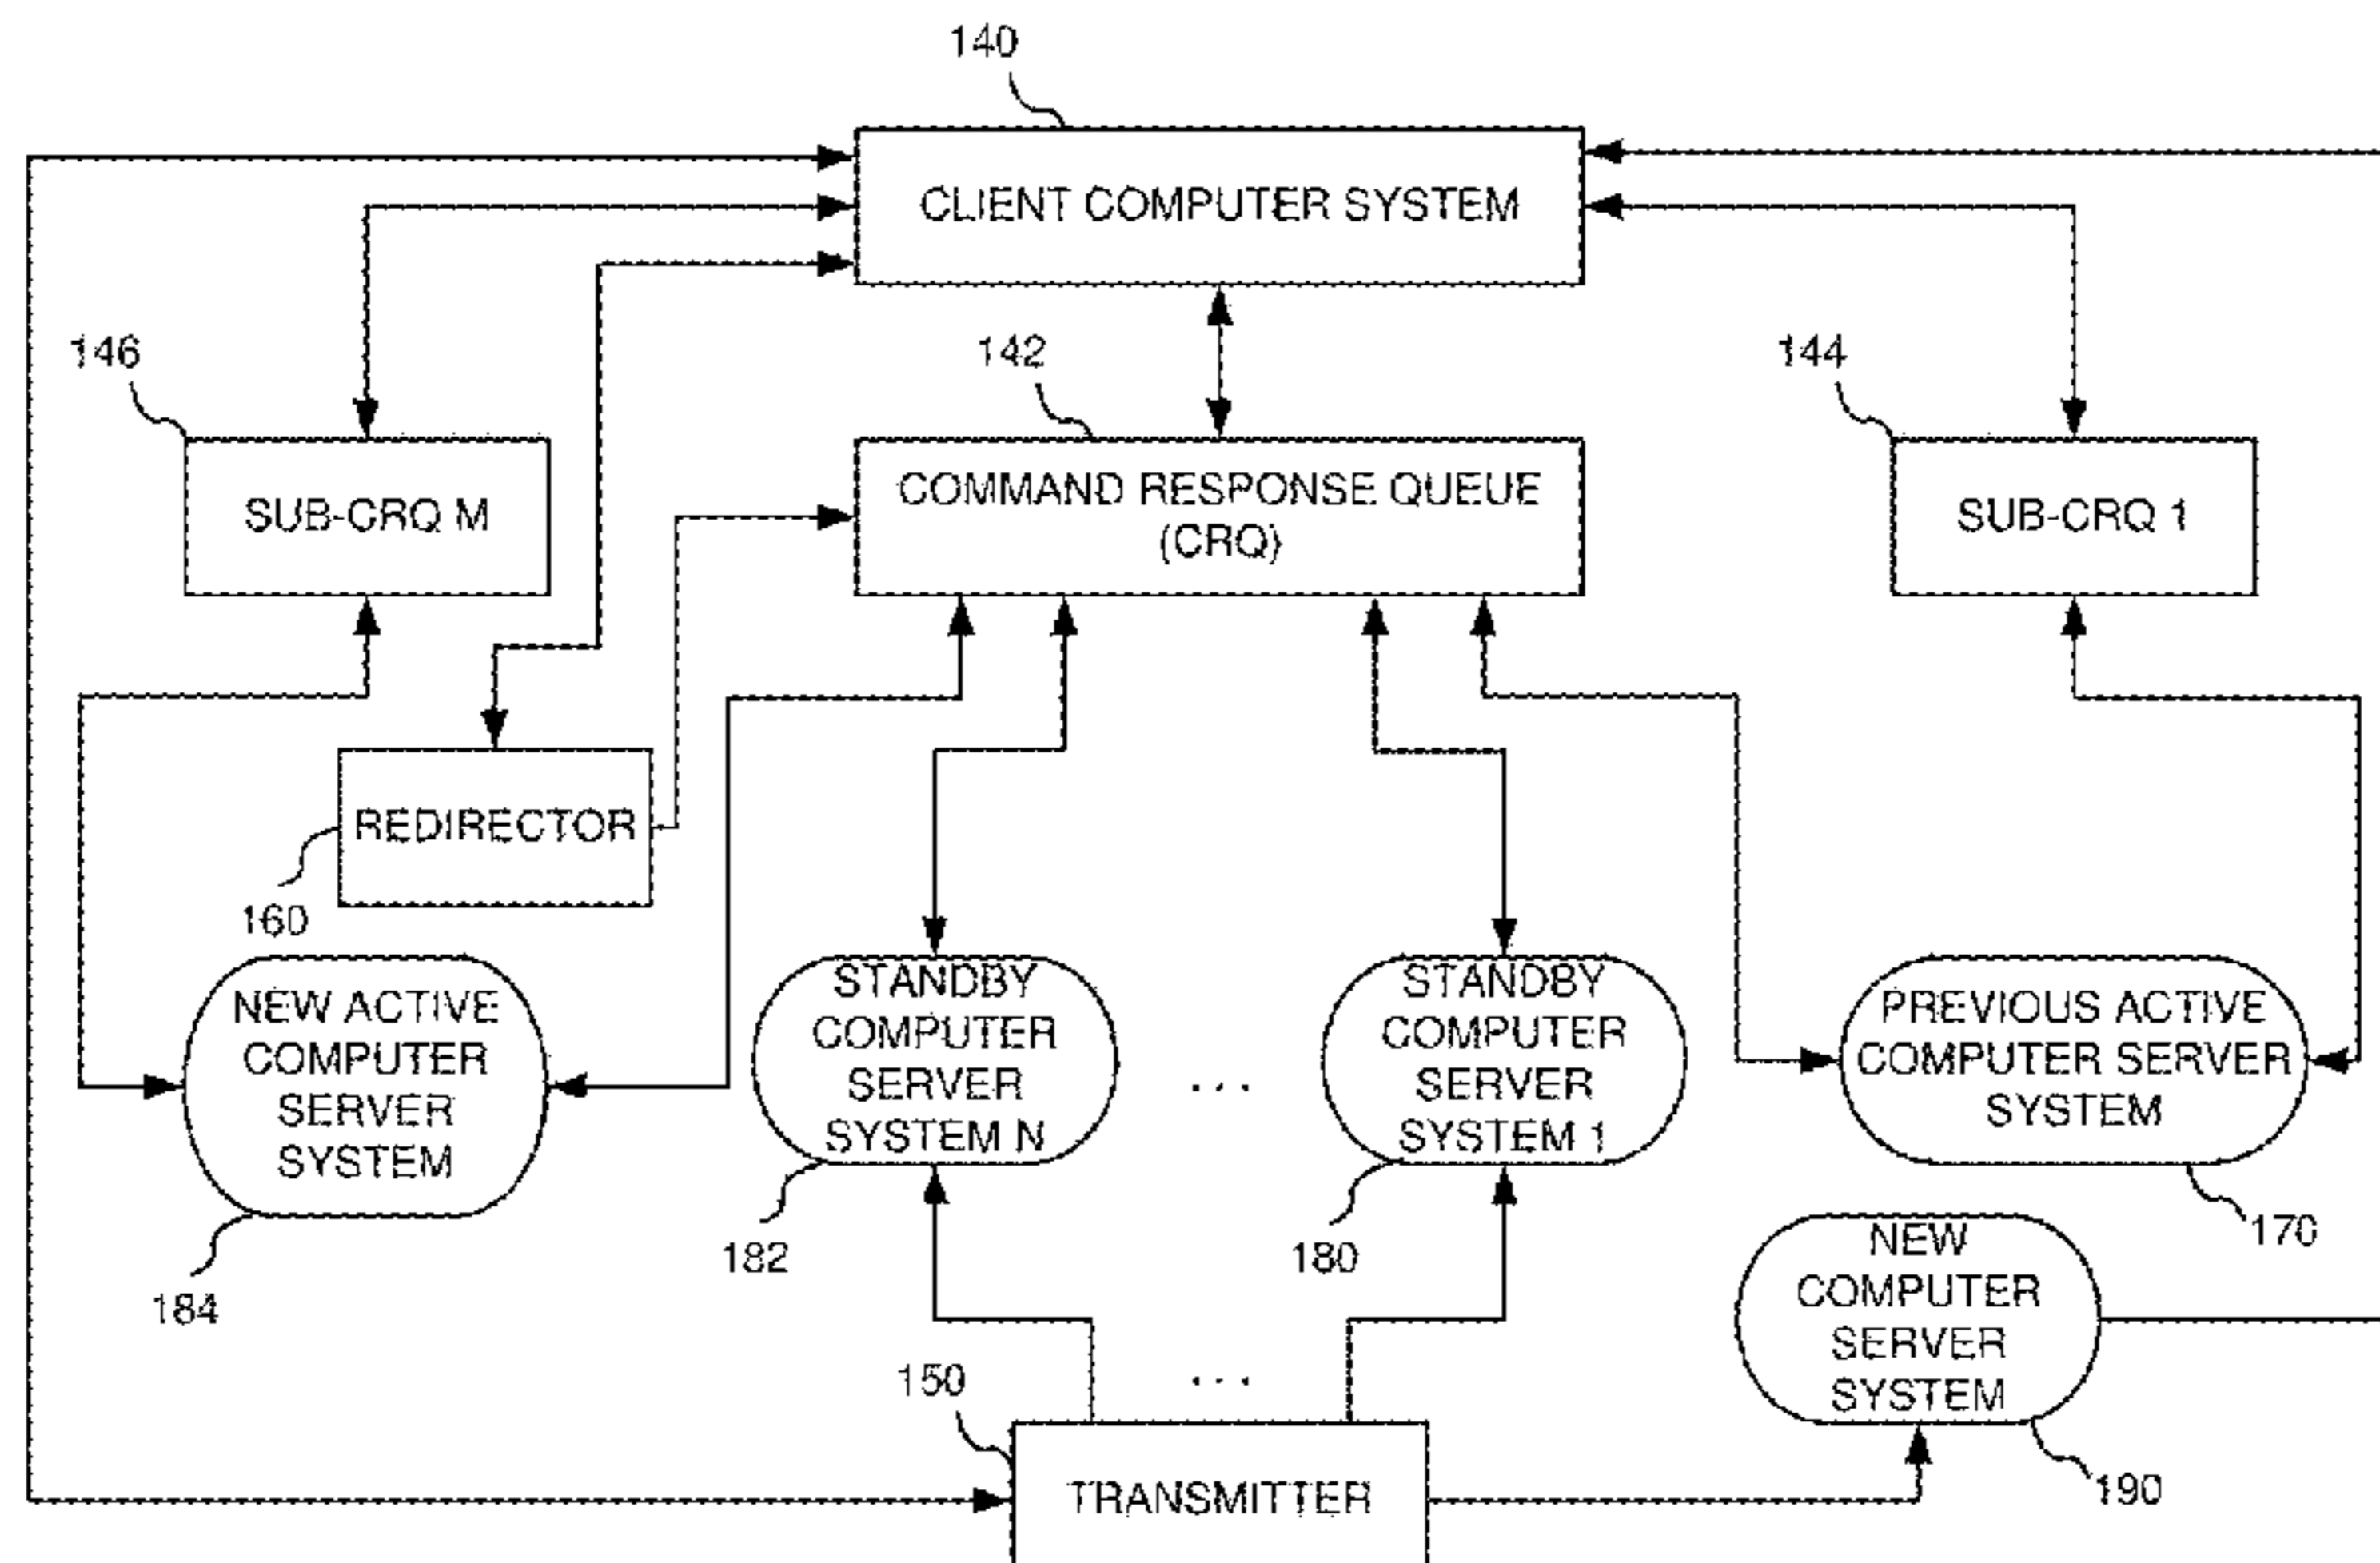 140
CLIENT COMPUTER SYSTEM
146
142
144
SUB-CRQ M
COMMAND RESPONSE QUEUE
(CRQ)
SUB-CRQ 1
REDIRECTOR
160
NEW ACTIVE
COMPUTER
SERVER
SYSTEM
184
STANDBY
COMPUTER
SERVER
SYSTEM N
182
...
STANDBY
COMPUTER
SERVER
SYSTEM 1
180
PREVIOUS ACTIVE
COMPUTER SERVER
SYSTEM
170
NEW
COMPUTER
SERVER
SYSTEM
190
150
...
TRANSMITTER